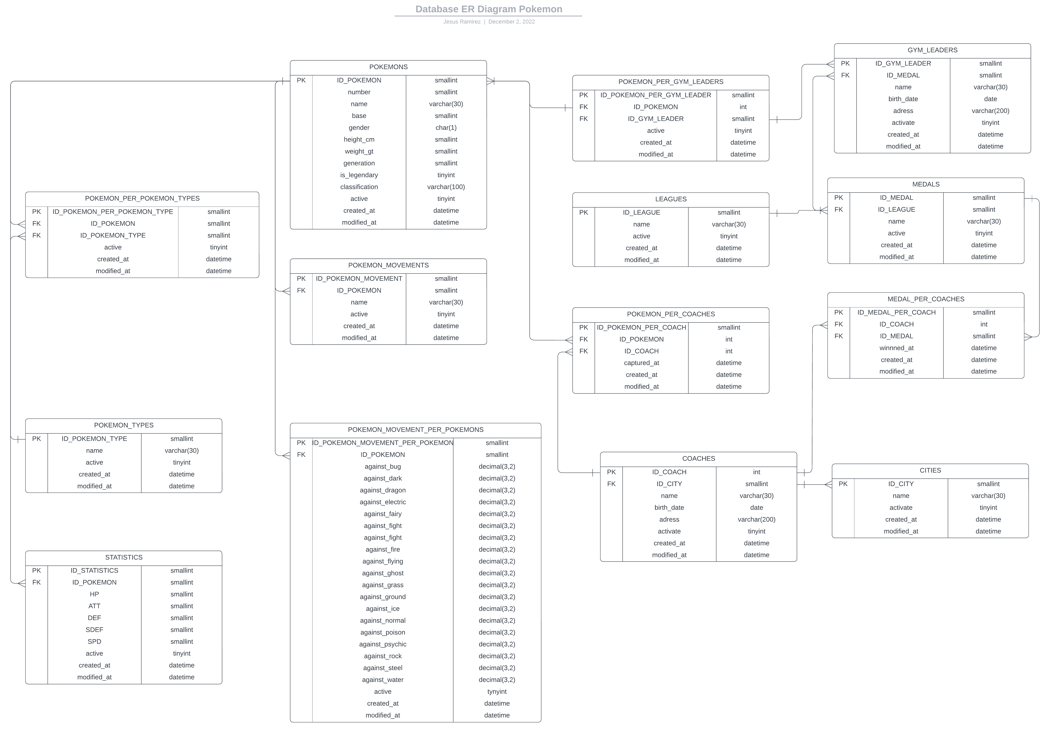 Database ER Diagram Pokemon
Jesus Ramirez | December 2, 2022
POKEMONS
PK ID_POKEMON smallint
number smallint
name varchar(30)
base smallint
gender char(1)
height_cm smallint
weight_gt smallint
generation smallint
is_legendary tinyint
classification varchar(100)
active tinyint
created_at datetime
modified_at datetime
POKEMON_PER_GYM_LEADERS
PK ID_POKEMON_PER_GYM_LEADER smallint
FK ID_POKEMON int
FK ID_GYM_LEADER smallint
active tinyint
created_at datetime
modified_at datetime
GYM_LEADERS
PK ID_GYM_LEADER smallint
FK ID_MEDAL smallint
name varchar(30)
birth_date date
adress varchar(200)
activate tinyint
created_at datetime
modified_at datetime
POKEMON_PER_POKEMON_TYPES
PK ID_POKEMON_PER_POKEMON_TYPE smallint
FK ID_POKEMON smallint
FK ID_POKEMON_TYPE smallint
active tinyint
created_at datetime
modified_at datetime
LEAGUES
PK ID_LEAGUE smallint
name varchar(30)
active tinyint
created_at datetime
modified_at datetime
MEDALS
PK ID_MEDAL smallint
FK ID_LEAGUE smallint
name varchar(30)
active tinyint
created_at datetime
modified_at datetime
POKEMON_MOVEMENTS
PK ID_POKEMON_MOVEMENT smallint
FK ID_POKEMON smallint
name varchar(30)
active tinyint
created_at datetime
modified_at datetime
POKEMON_PER_COACHES
PK ID_POKEMON_PER_COACH smallint
FK ID_POKEMON int
FK ID_COACH int
captured_at datetime
created_at datetime
modified_at datetime
MEDAL_PER_COACHES
PK ID_MEDAL_PER_COACH smallint
FK ID_COACH int
FK ID_MEDAL smallint
winnned_at datetime
created_at datetime
modified_at datetime
POKEMON_TYPES
PK ID_POKEMON_TYPE smallint
name varchar(30)
active tinyint
created_at datetime
modified_at datetime
POKEMON_MOVEMENT_PER_POKEMONS
PK ID_POKEMON_MOVEMENT_PER_POKEMON smallint
FK ID_POKEMON smallint
against_bug decimal(3,2)
against_dark decimal(3,2)
against_dragon decimal(3,2)
against_electric decimal(3,2)
against_fairy decimal(3,2)
against_fight decimal(3,2)
against_fight decimal(3,2)
against_fire decimal(3,2)
against_flying decimal(3,2)
against_ghost decimal(3,2)
against_grass decimal(3,2)
against_ground decimal(3,2)
against_ice decimal(3,2)
against_normal decimal(3,2)
against_poison decimal(3,2)
against_psychic decimal(3,2)
against_rock decimal(3,2)
against_steel decimal(3,2)
against_water decimal(3,2)
active tynyint
created_at datetime
modified_at datetime
COACHES
PK ID_COACH int
FK ID_CITY smallint
name varchar(30)
birth_date date
adress varchar(200)
activate tinyint
created_at datetime
modified_at datetime
CITIES
PK ID_CITY smallint
name varchar(30)
activate tinyint
created_at datetime
modified_at datetime
STATISTICS
PK ID_STATISTICS smallint
FK ID_POKEMON smallint
HP smallint
ATT smallint
DEF smallint
SDEF smallint
SPD smallint
active tinyint
created_at datetime
modified_at datetime